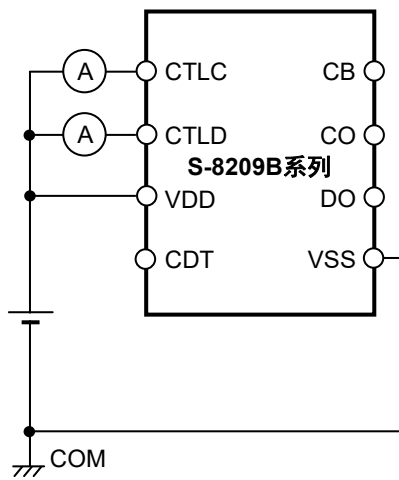 A CTLC CB
A CTLD CO
S-8209B系列
VDD DO
CDT VSS
COM